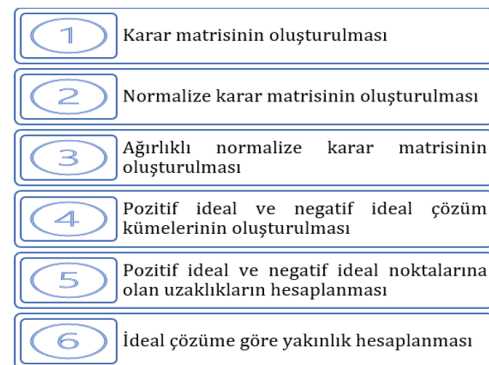 1 Karar matrisinin oluşturulması
2 Normalize karar matrisinin oluşturulması
3 Ağırlıklı normalize karar matrisinin
oluşturulması
4 Pozitif ideal ve negatif ideal çözüm
kümelerinin oluşturulması
5 Pozitif ideal ve negatif ideal noktalarına
olan uzaklıkların hesaplanması
6 İdeal çözüme göre yakınlık hesaplanması